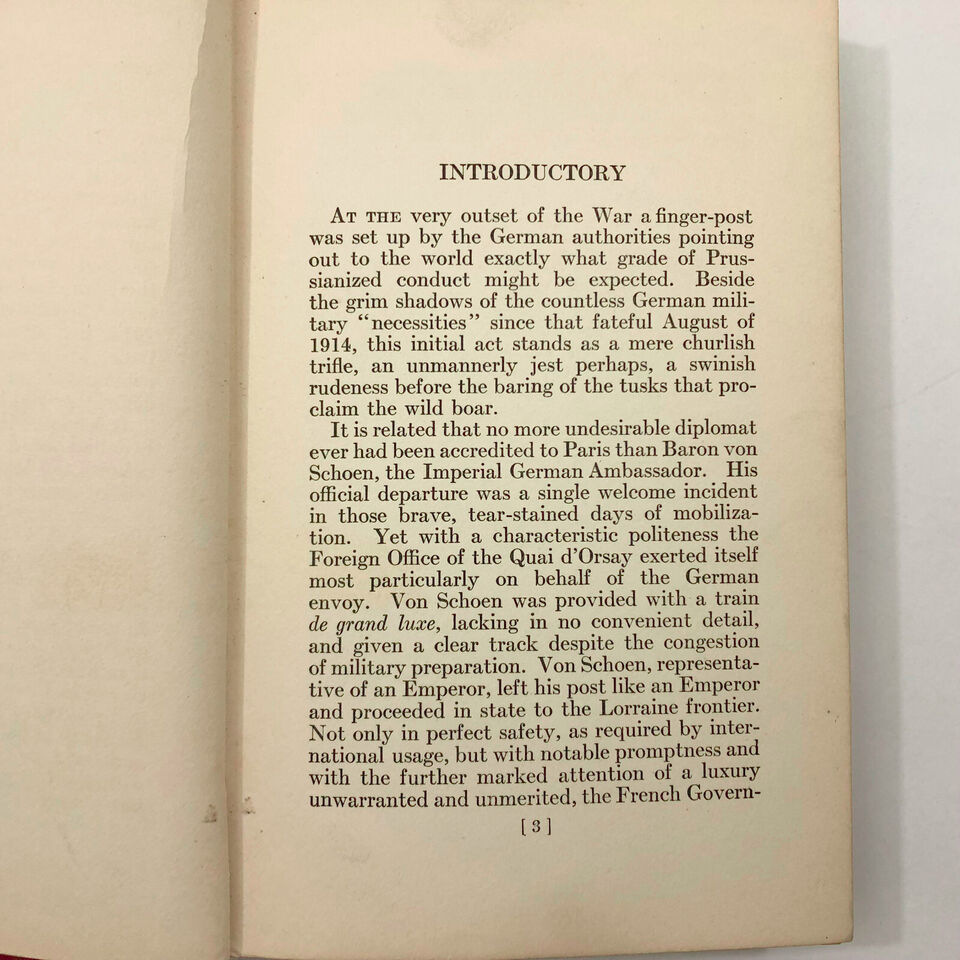 INTRODUCTORY
AT THE very outset of the War a finger-post
was set up by the German authorities pointing
out to the world exactly what grade of Prus-
sianized conduct might be expected. Beside
the grim shadows of the countless German mili-
tary “necessities” since that fateful August of
1914, this initial act stands as a mere churlish
trifle, an unmannerly jest perhaps, a swinish
rudeness before the baring of the tusks that pro-
claim the wild boar.
It is related that no more undesirable diplomat
ever had been accredited to Paris than Baron von
Schoen, the Imperial German Ambassador. His
official departure was a single welcome incident
in those brave, tear-stained days of mobiliza-
tion. Yet with a characteristic politeness the
Foreign Office of the Quai d’Orsay exerted itself
most particularly on behalf of the German
envoy. Von Schoen was provided with a train
de grand luxe, lacking in no convenient detail,
and given a clear track despite the congestion
of military preparation. Von Schoen, representa-
tive of an Emperor, left his post like an Emperor
and proceeded in state to the Lorraine frontier.
Not only in perfect safety, as required by inter-
national usage, but with notable promptness and
with the further marked attention of a luxury
unwarranted and unmerited, the French Govern-
[ 3 ]